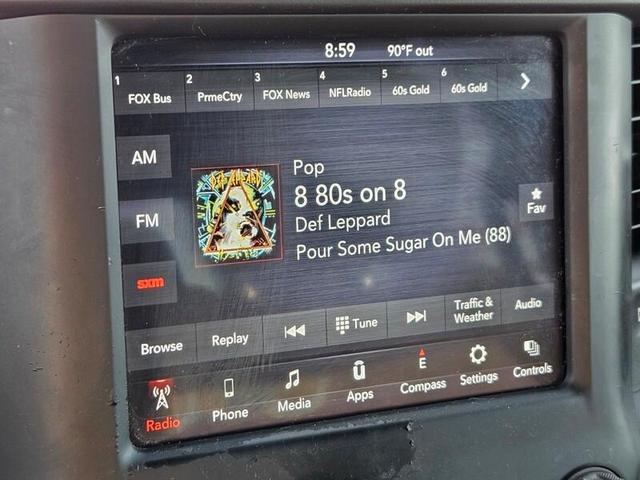 8:59 90°F out
1 FOX Bus
2 PrmeCtry
3 FOX News
4 NFLRadio
5 60s Gold
6 60s Gold
AM
FM
sxm
DEF LEPPARD
Pop
8 80s on 8
Def Leppard
Pour Some Sugar On Me (88)
Fav
Browse
Replay
Tune
Traffic &
Weather
Audio
Radio
Phone
Media
Apps
E
Compass
Settings
Controls